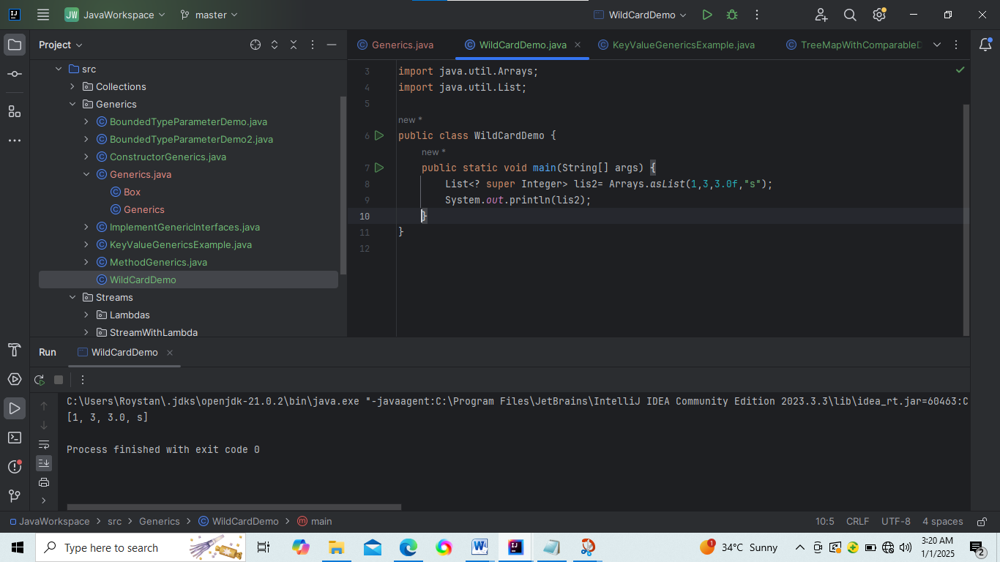 JW JavaWorkspace master WildCardDemo
Project
Generics.java WildCardDemo.java KeyValueGenericsExample.java TreeMapWithComparableD
src
Collections
Generics
BoundedTypeParameterDemo.java
BoundedTypeParameterDemo2.java
ConstructorGenerics.java
Generics.java
Box
Generics
ImplementGenericInterfaces.java
KeyValueGenericsExample.java
MethodGenerics.java
WildCardDemo
Streams
Lambdas
StreamWithLambda
3 import java.util.Arrays;
4 import java.util.List;
5
new *
6 public class WildCardDemo {
new *
7 public static void main(String[] args) {
8 List<? super Integer> lis2= Arrays.asList(1,3,3.0f,"s");
9 System.out.println(lis2);
10 }
11 }
12
Run WildCardDemo
C:\Users\Roystan\.jdks\openjdk-21.0.2\bin\java.exe "-javaagent:C:\Program Files\JetBrains\IntelliJ IDEA Community Edition 2023.3.3\lib\idea_rt.jar=60463:C
[1, 3, 3.0, s]
Process finished with exit code 0
JavaWorkspace > src > Generics > WildCardDemo > main 10:5 CRLF UTF-8 4 spaces
Type here to search 34°C Sunny 3:20 AM
1/1/2025 2